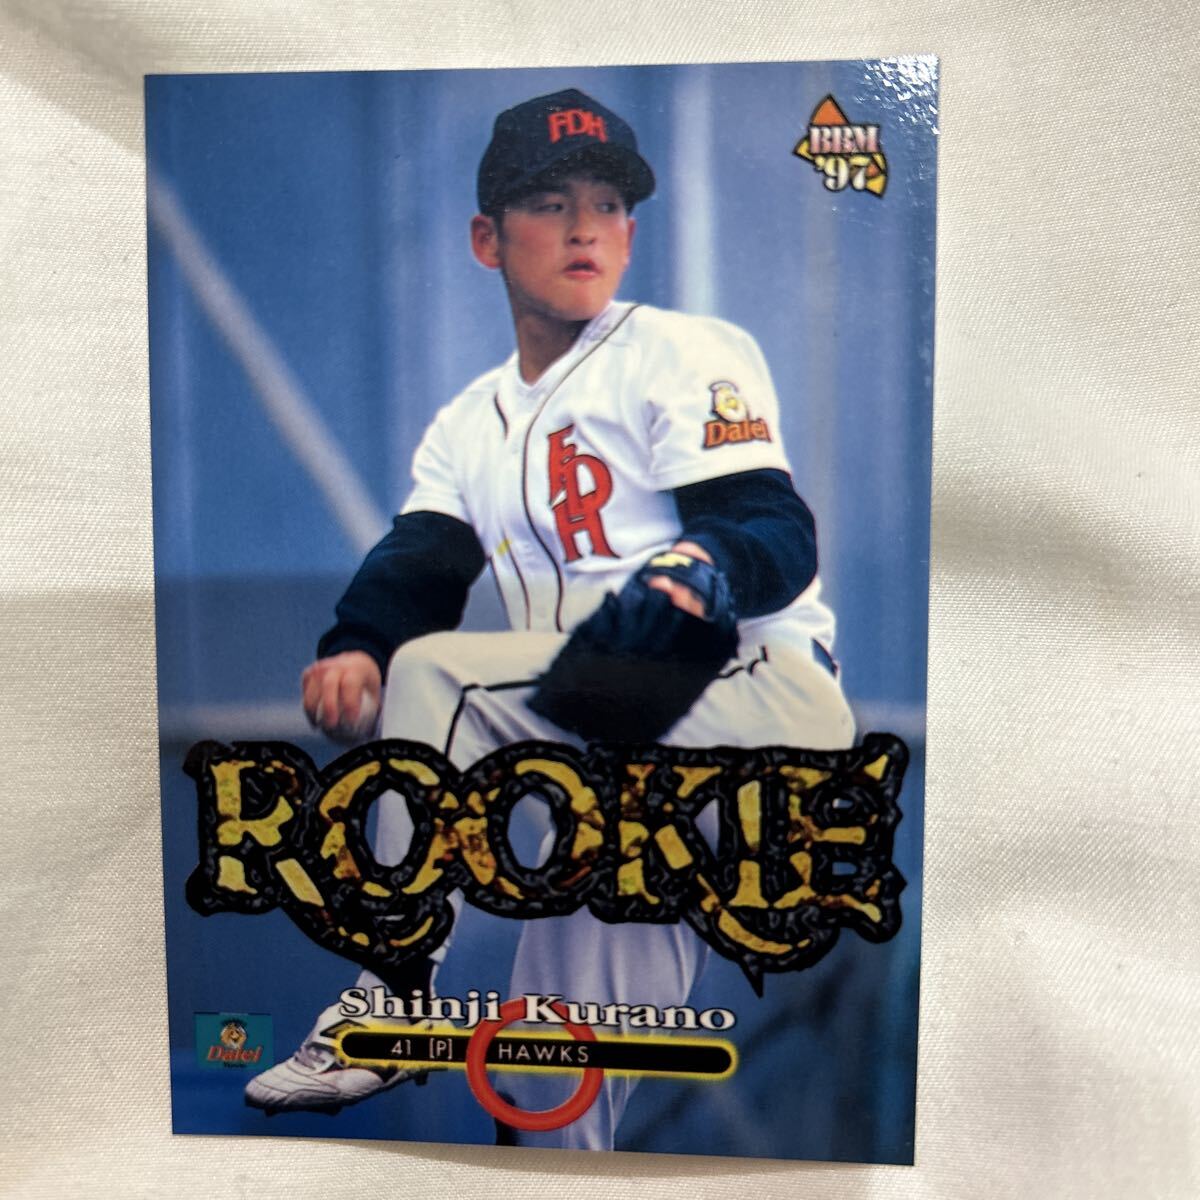 BBM
'97
FDH
Daiei
FDH
ROOKIE
Shinji Kurano
41 [P] HAWKS
Daiei